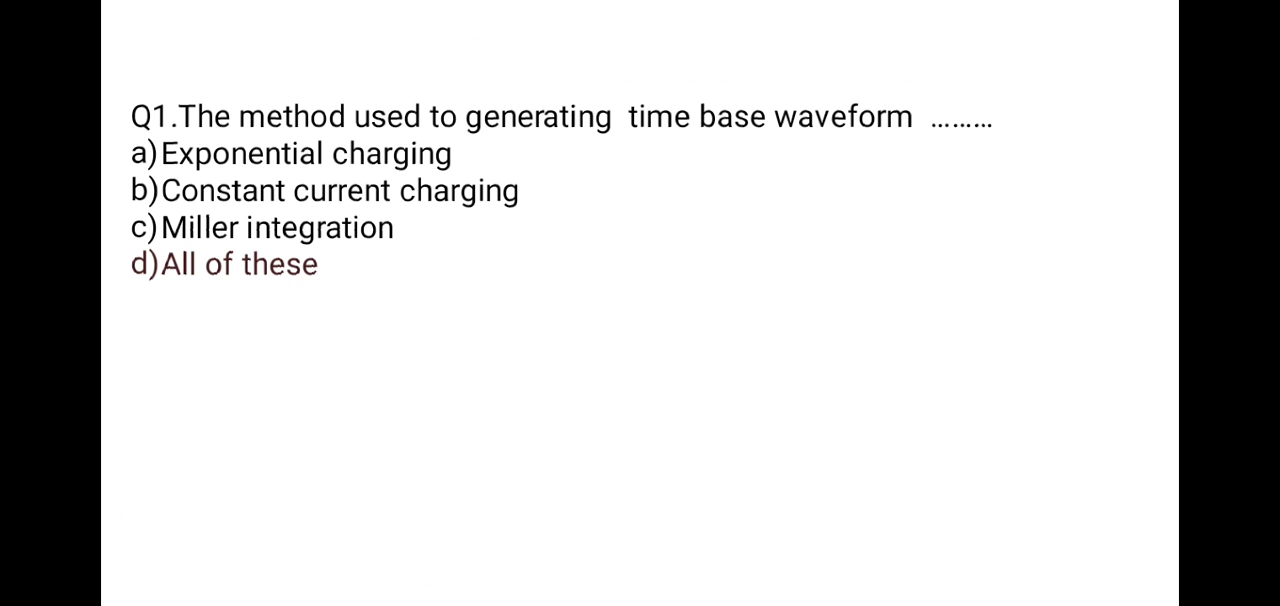 Q1.The method used to generating  time base waveform  .........
a)Exponential charging
b)Constant current charging
c)Miller integration
d)All of these